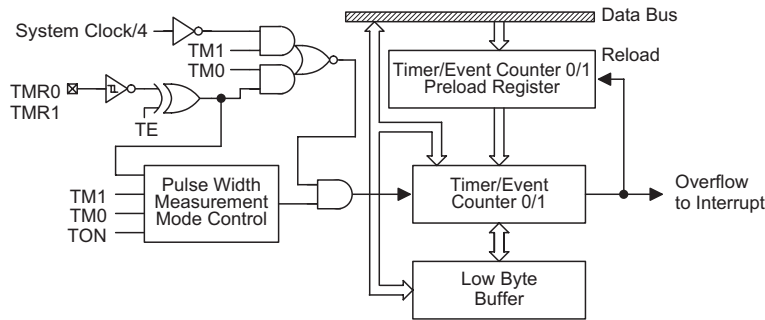 Data Bus
System Clock/4
TM1
TM0
TMR0
TMR1
TE
Timer/Event Counter 0/1
Preload Register
Reload
TM1
TM0
TON
Pulse Width
Measurement
Mode Control
Timer/Event
Counter 0/1
Overflow
to Interrupt
Low Byte
Buffer